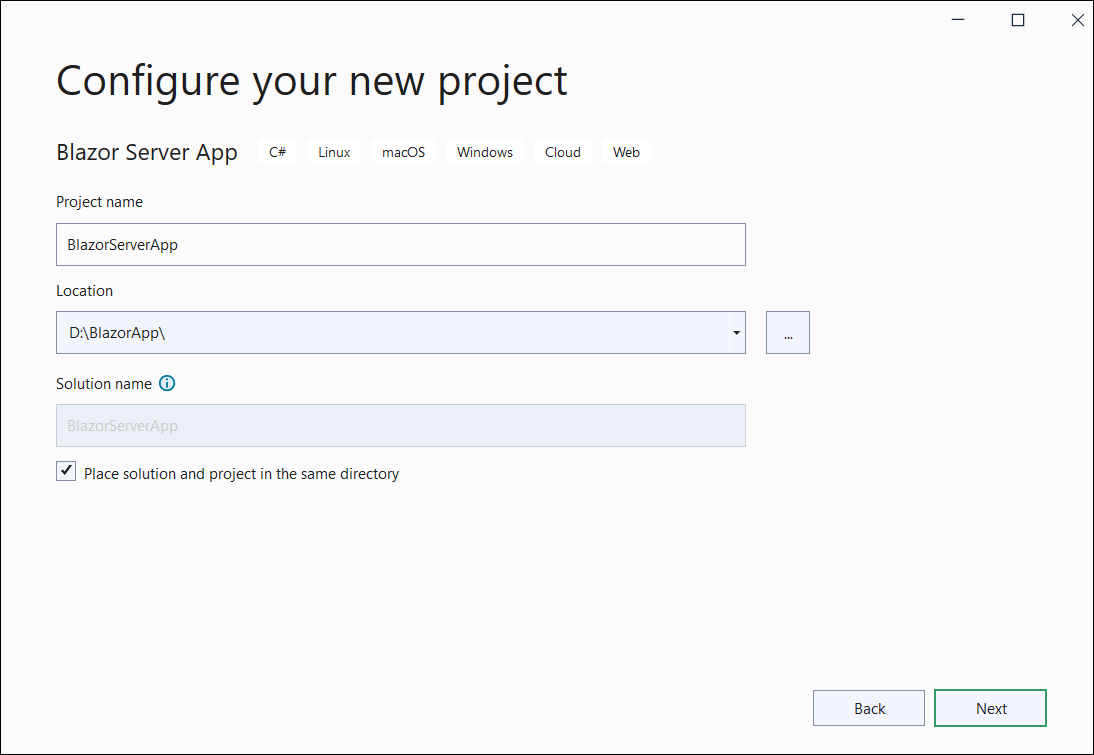 Configure your new project
Blazor Server App C# Linux macOS Windows Cloud Web
Project name
BlazorServerApp
Location
D:\BlazorApp\
...
Solution name
BlazorServerApp
Place solution and project in the same directory
Back Next